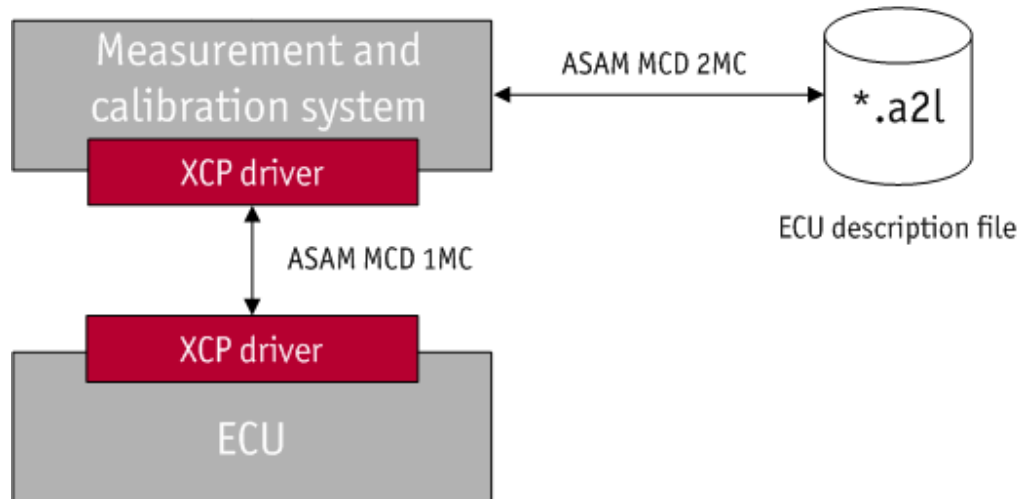 Measurement and
calibration system
ASAM MCD 2MC
*.a2l
XCP driver
ECU description file
ASAM MCD 1MC
XCP driver
ECU